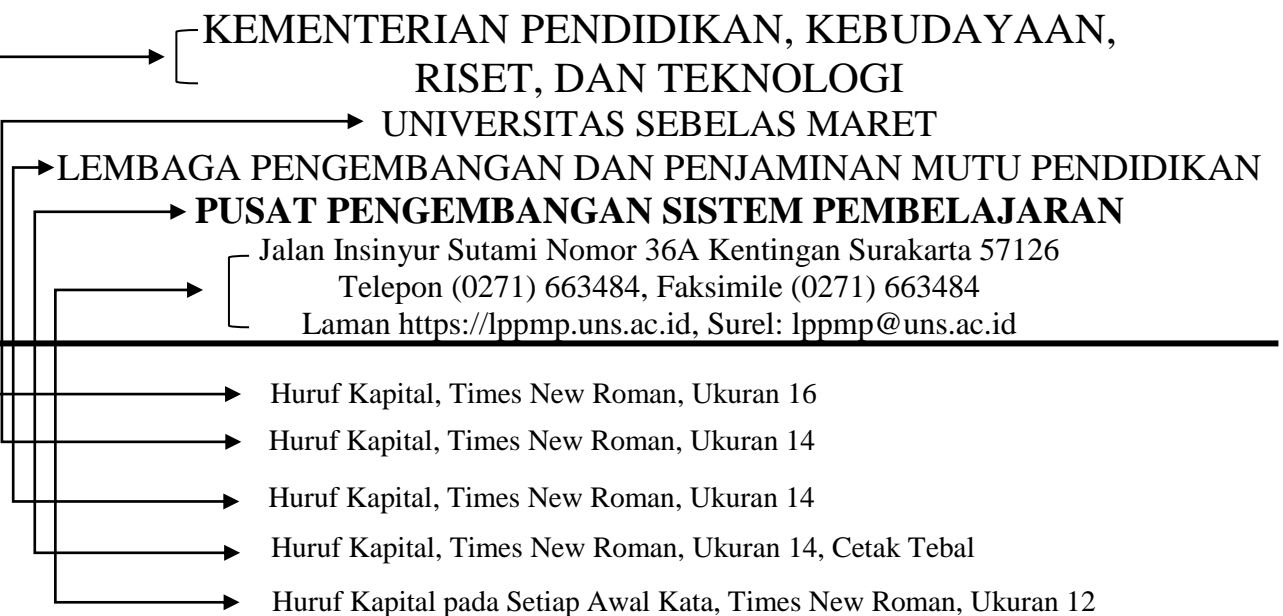 KEMENTERIAN PENDIDIKAN, KEBUDAYAAN,
RISET, DAN TEKNOLOGI
UNIVERSITAS SEBELAS MARET
LEMBAGA PENGEMBANGAN DAN PENJAMINAN MUTU PENDIDIKAN
PUSAT PENGEMBANGAN SISTEM PEMBELAJARAN
Jalan Insinyur Sutami Nomor 36A Kentingan Surakarta 57126
Telepon (0271) 663484, Faksimile (0271) 663484
Laman https://lppmp.uns.ac.id, Surel: lppmp@uns.ac.id
Huruf Kapital, Times New Roman, Ukuran 16
Huruf Kapital, Times New Roman, Ukuran 14
Huruf Kapital, Times New Roman, Ukuran 14
Huruf Kapital, Times New Roman, Ukuran 14, Cetak Tebal
Huruf Kapital pada Setiap Awal Kata, Times New Roman, Ukuran 12